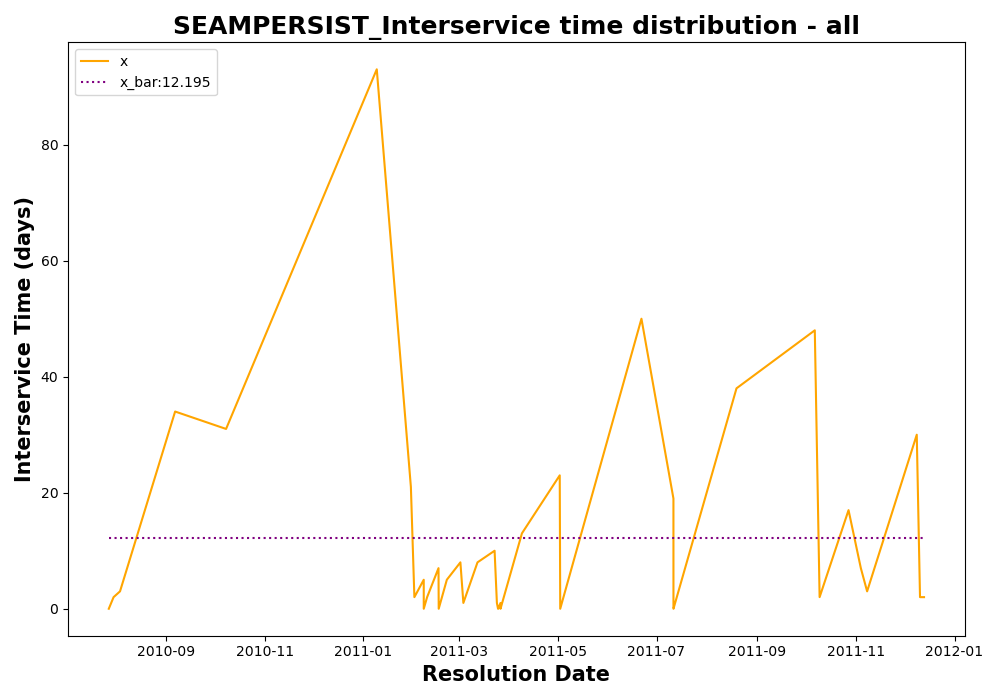 SEAMPERSIST_Interservice time distribution - all
x
x_bar:12.195
Interservice Time (days)
80
60
40
20
0
2010-09
2010-11
2011-01
2011-03
2011-05
2011-07
2011-09
2011-11
2012-01
Resolution Date